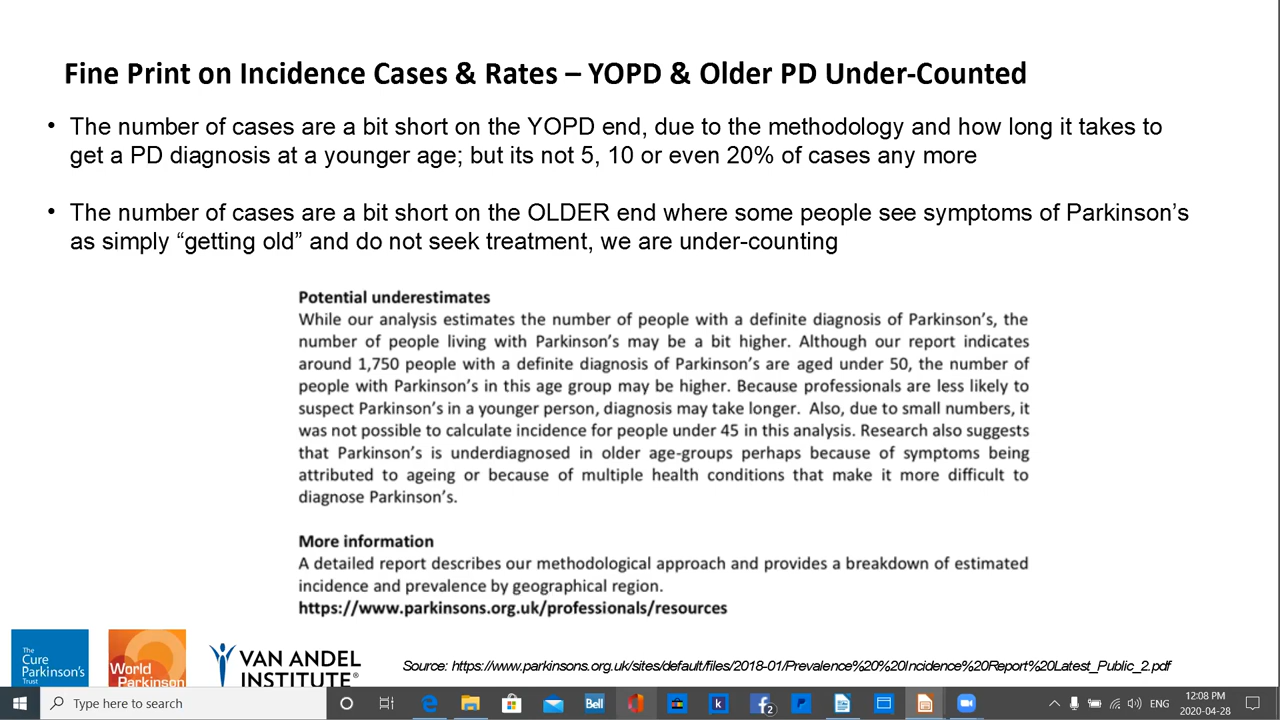 Fine Print on Incidence Cases & Rates – YOPD & Older PD Under-Counted
• The number of cases are a bit short on the YOPD end, due to the methodology and how long it takes to
get a PD diagnosis at a younger age; but its not 5, 10 or even 20% of cases any more
• The number of cases are a bit short on the OLDER end where some people see symptoms of Parkinson's
as simply “getting old” and do not seek treatment, we are under-counting
Potential underestimates
While our analysis estimates the number of people with a definite diagnosis of Parkinson's, the
number of people living with Parkinson's may be a bit higher. Although our report indicates
around 1,750 people with a definite diagnosis of Parkinson's are aged under 50, the number of
people with Parkinson's in this age group may be higher. Because professionals are less likely to
suspect Parkinson's in a younger person, diagnosis may take longer. Also, due to small numbers, it
was not possible to calculate incidence for people under 45 in this analysis. Research also suggests
that Parkinson's is underdiagnosed in older age-groups perhaps because of symptoms being
attributed to ageing or because of multiple health conditions that make it more difficult to
diagnose Parkinson's.
More information
A detailed report describes our methodological approach and provides a breakdown of estimated
incidence and prevalence by geographical region.
https://www.parkinsons.org.uk/professionals/resources
The
Cure
Parkinson's
Trust
World
Parkinson
VAN ANDEL
INSTITUTE®
Source: https://www.parkinsons.org.uk/sites/default/files/2018-01/Prevalence%20%20Incidence%20Report%20Latest_Public_2.pdf
Type here to search
Bell
k
2
P
ENG
12:08 PM
2020-04-28